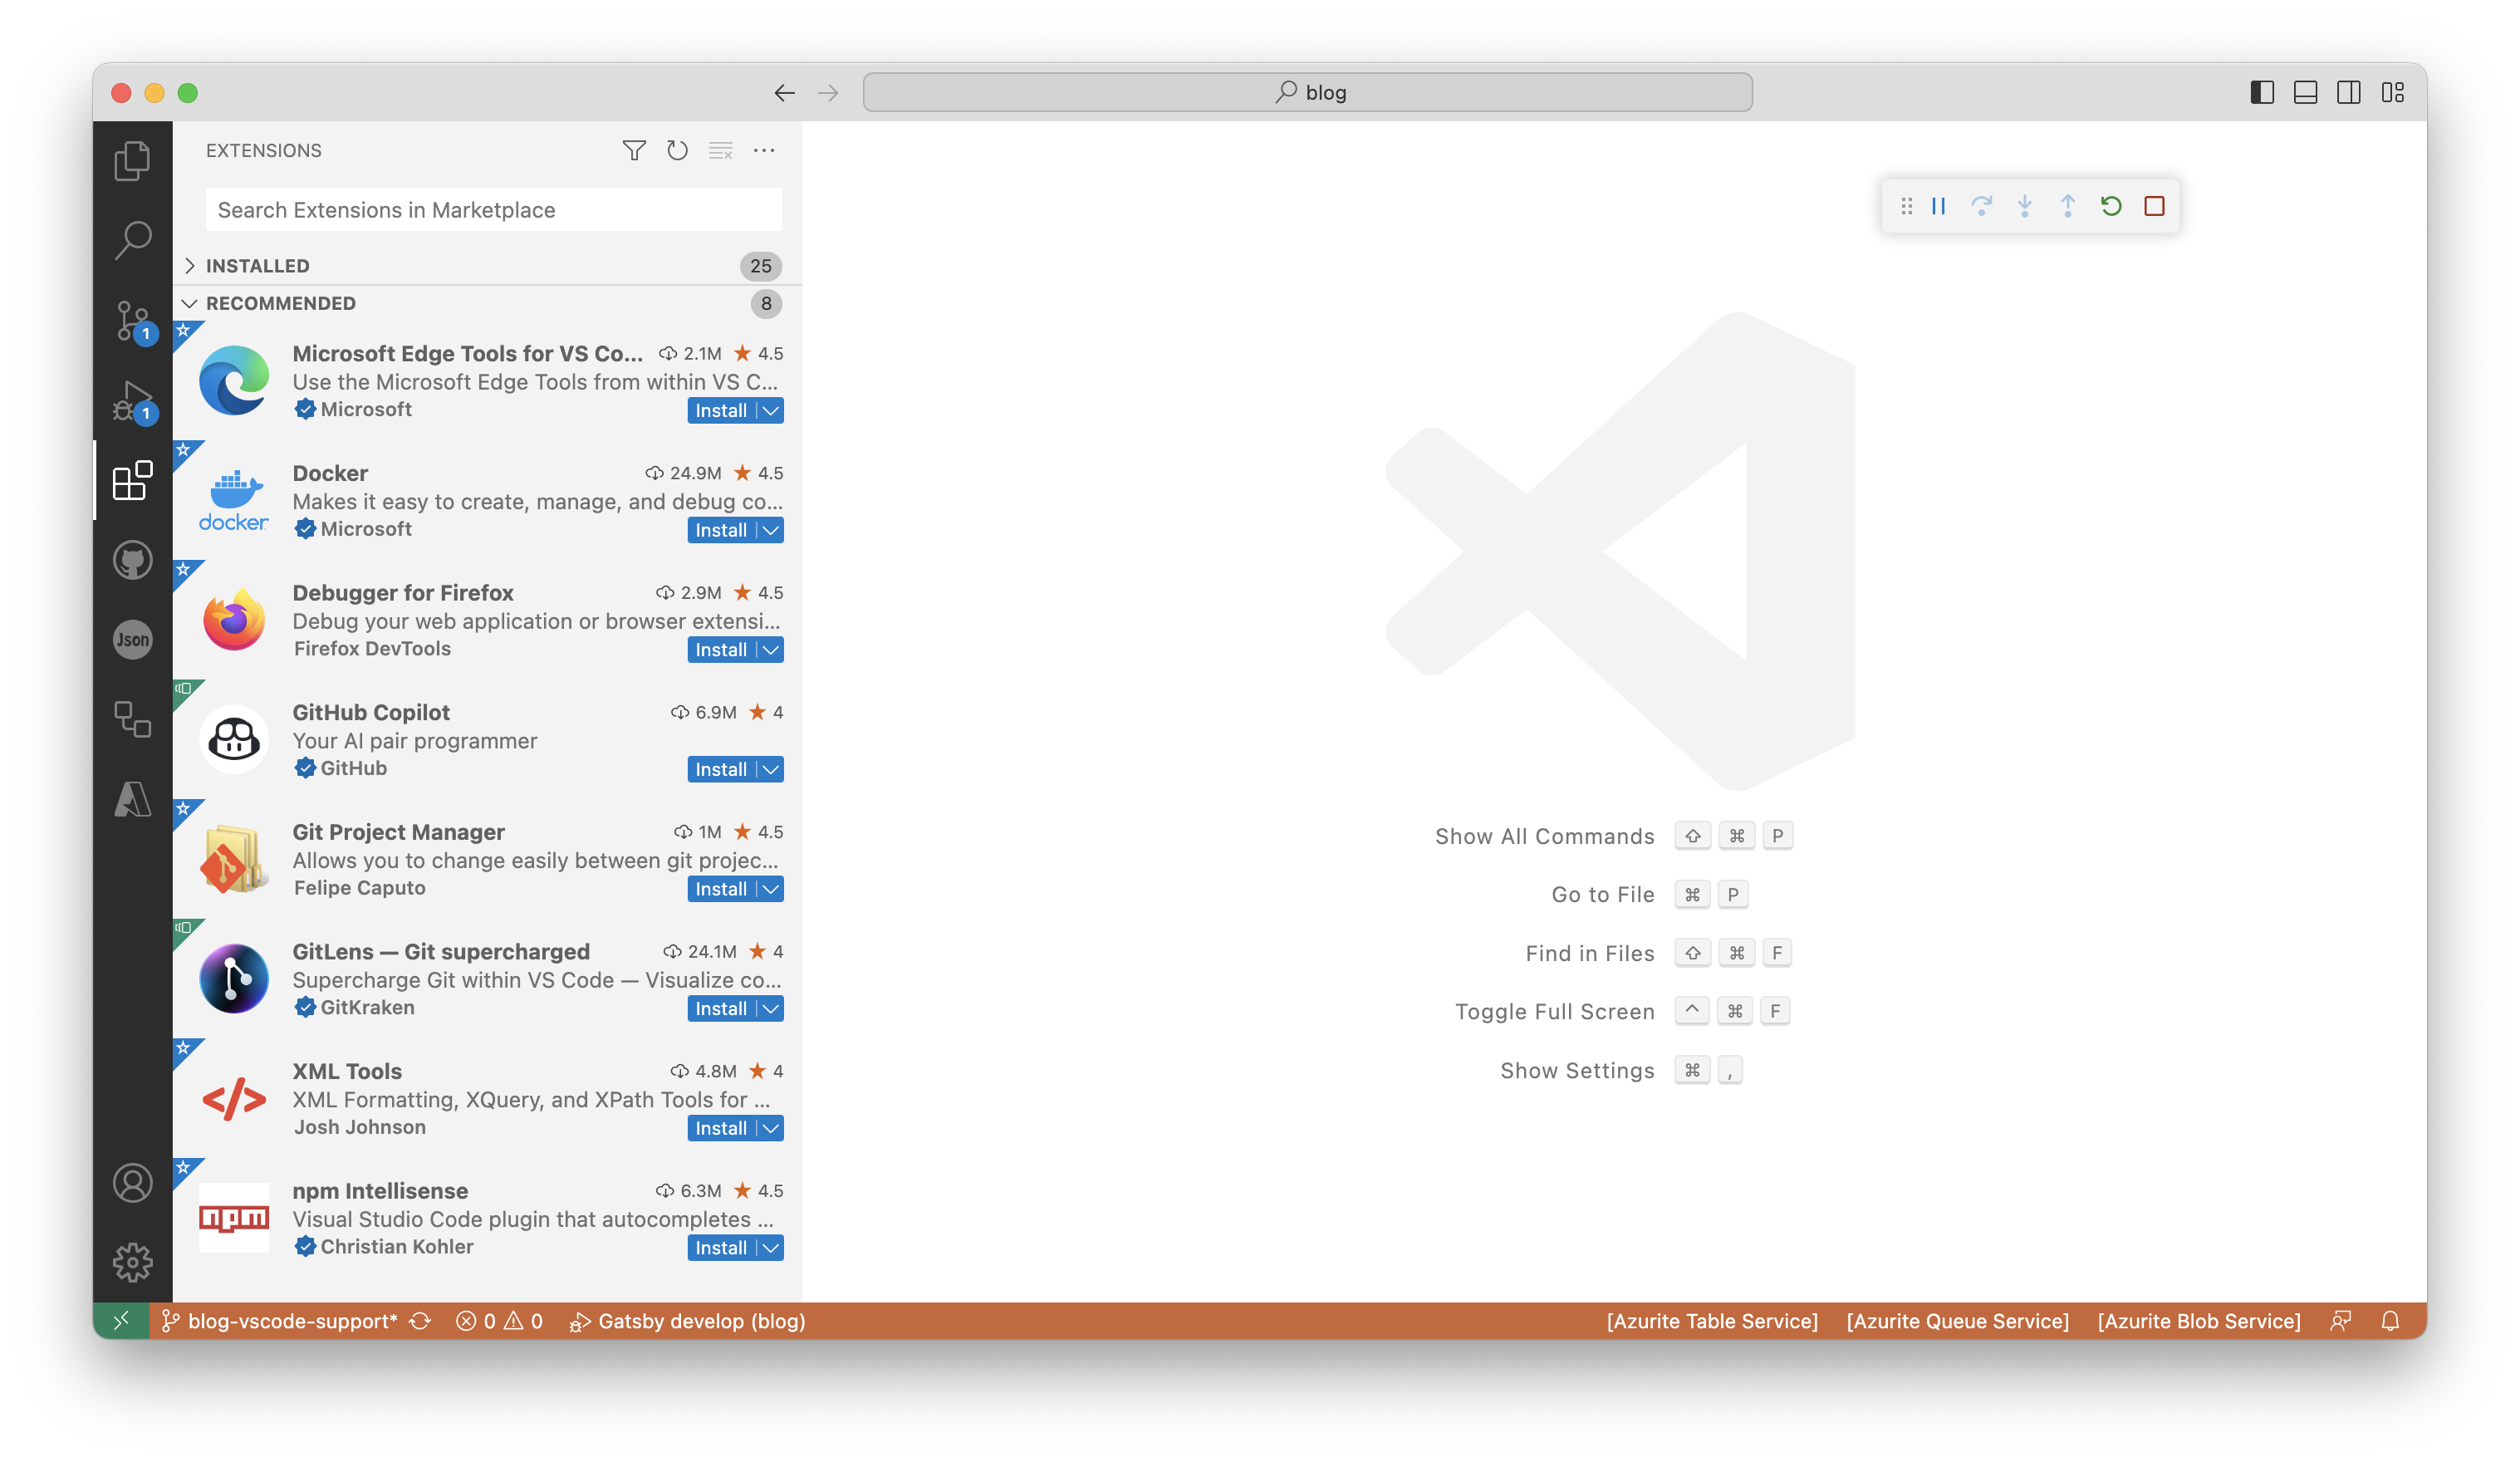 blog
EXTENSIONS
Search Extensions in Marketplace
INSTALLED 25
RECOMMENDED 8
1
1
Json
Microsoft Edge Tools for VS Co... 2.1M ★ 4.5
Use the Microsoft Edge Tools from within VS C...
Microsoft Install
docker
Docker 24.9M ★ 4.5
Makes it easy to create, manage, and debug co...
Microsoft Install
Debugger for Firefox 2.9M ★ 4.5
Debug your web application or browser extensi...
Firefox DevTools Install
GitHub Copilot 6.9M ★ 4
Your AI pair programmer
GitHub Install
Git Project Manager 1M ★ 4.5
Allows you to change easily between git projec...
Felipe Caputo Install
GitLens — Git supercharged 24.1M ★ 4
Supercharge Git within VS Code — Visualize co...
GitKraken Install
XML Tools 4.8M ★ 4
XML Formatting, XQuery, and XPath Tools for ...
Josh Johnson Install
npm
npm Intellisense 6.3M ★ 4.5
Visual Studio Code plugin that autocompletes ...
Christian Kohler Install
Show All Commands ⇧ ⌘ P
Go to File ⌘ P
Find in Files ⇧ ⌘ F
Toggle Full Screen ^ ⌘ F
Show Settings ⌘ ,
blog-vscode-support* 0 0 Gatsby develop (blog) [Azurite Table Service] [Azurite Queue Service] [Azurite Blob Service]